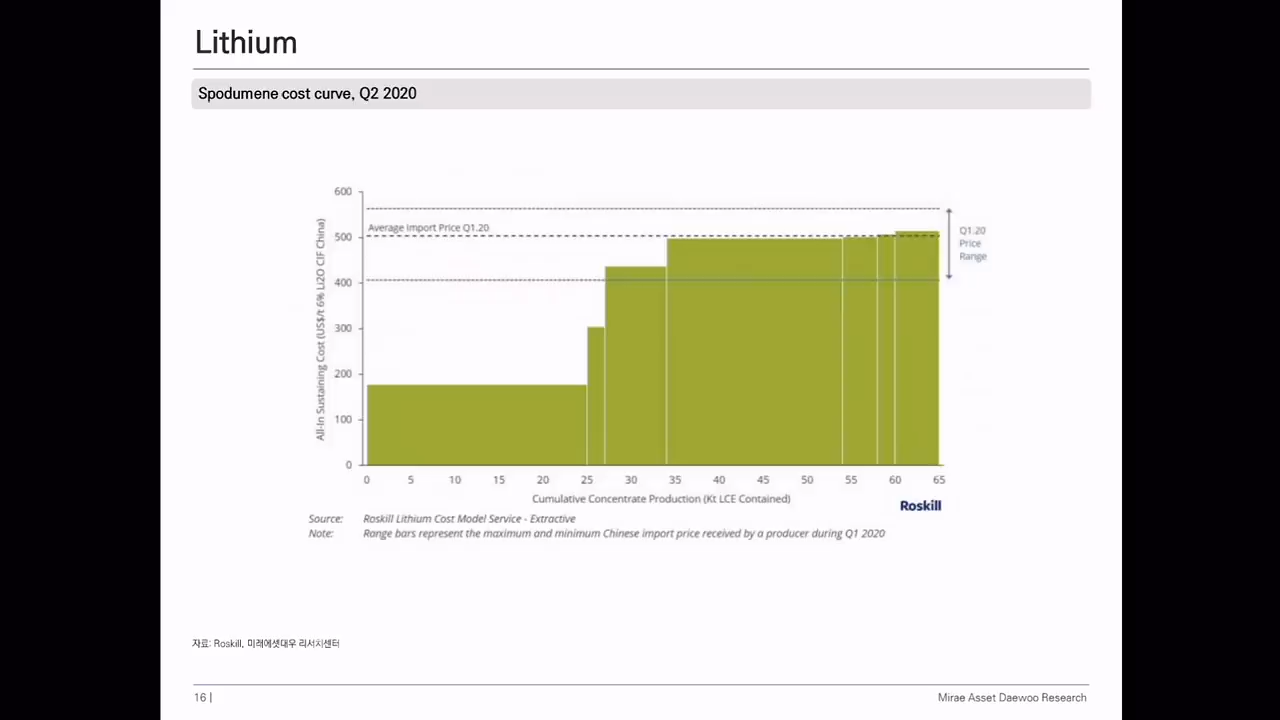 Lithium
Spodumene cost curve, Q2 2020
600
500
400
300
200
100
0
All-In Sustaining Cost (US$/t 6% Li2O CIF China)
Average Import Price Q1.20
Q1.20
Price
Range
0 5 10 15 20 25 30 35 40 45 50 55 60 65
Cumulative Concentrate Production (Kt LCE Contained)
Roskill
Source: Roskill Lithium Cost Model Service - Extractive
Note: Range bars represent the maximum and minimum Chinese import price received by a producer during Q1 2020
자료: Roskill, 미래에셋대우 리서치센터
16 | Mirae Asset Daewoo Research